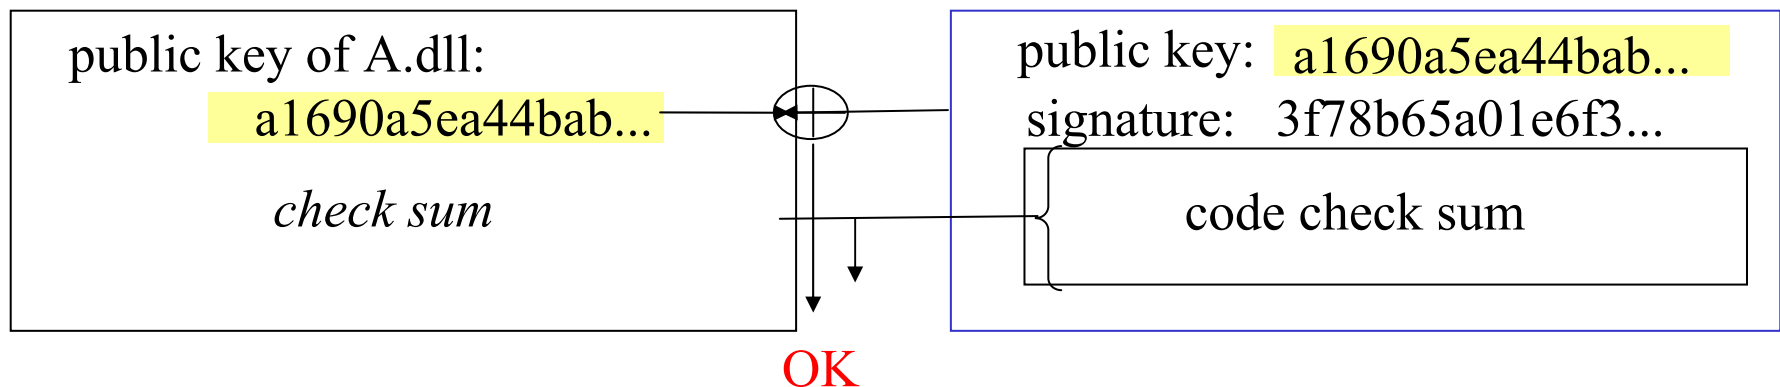 public key of A.dll:
a1690a5ea44bab...
check sum
public key: a1690a5ea44bab...
signature: 3f78b65a01e6f3...
code check sum
OK